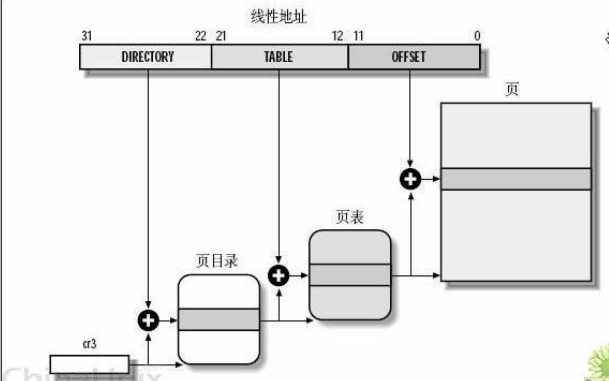 线性地址
31 22 21 12 11 0
DIRECTORY TABLE OFFSET
页
页表
页目录
cr3
ChinaUnix